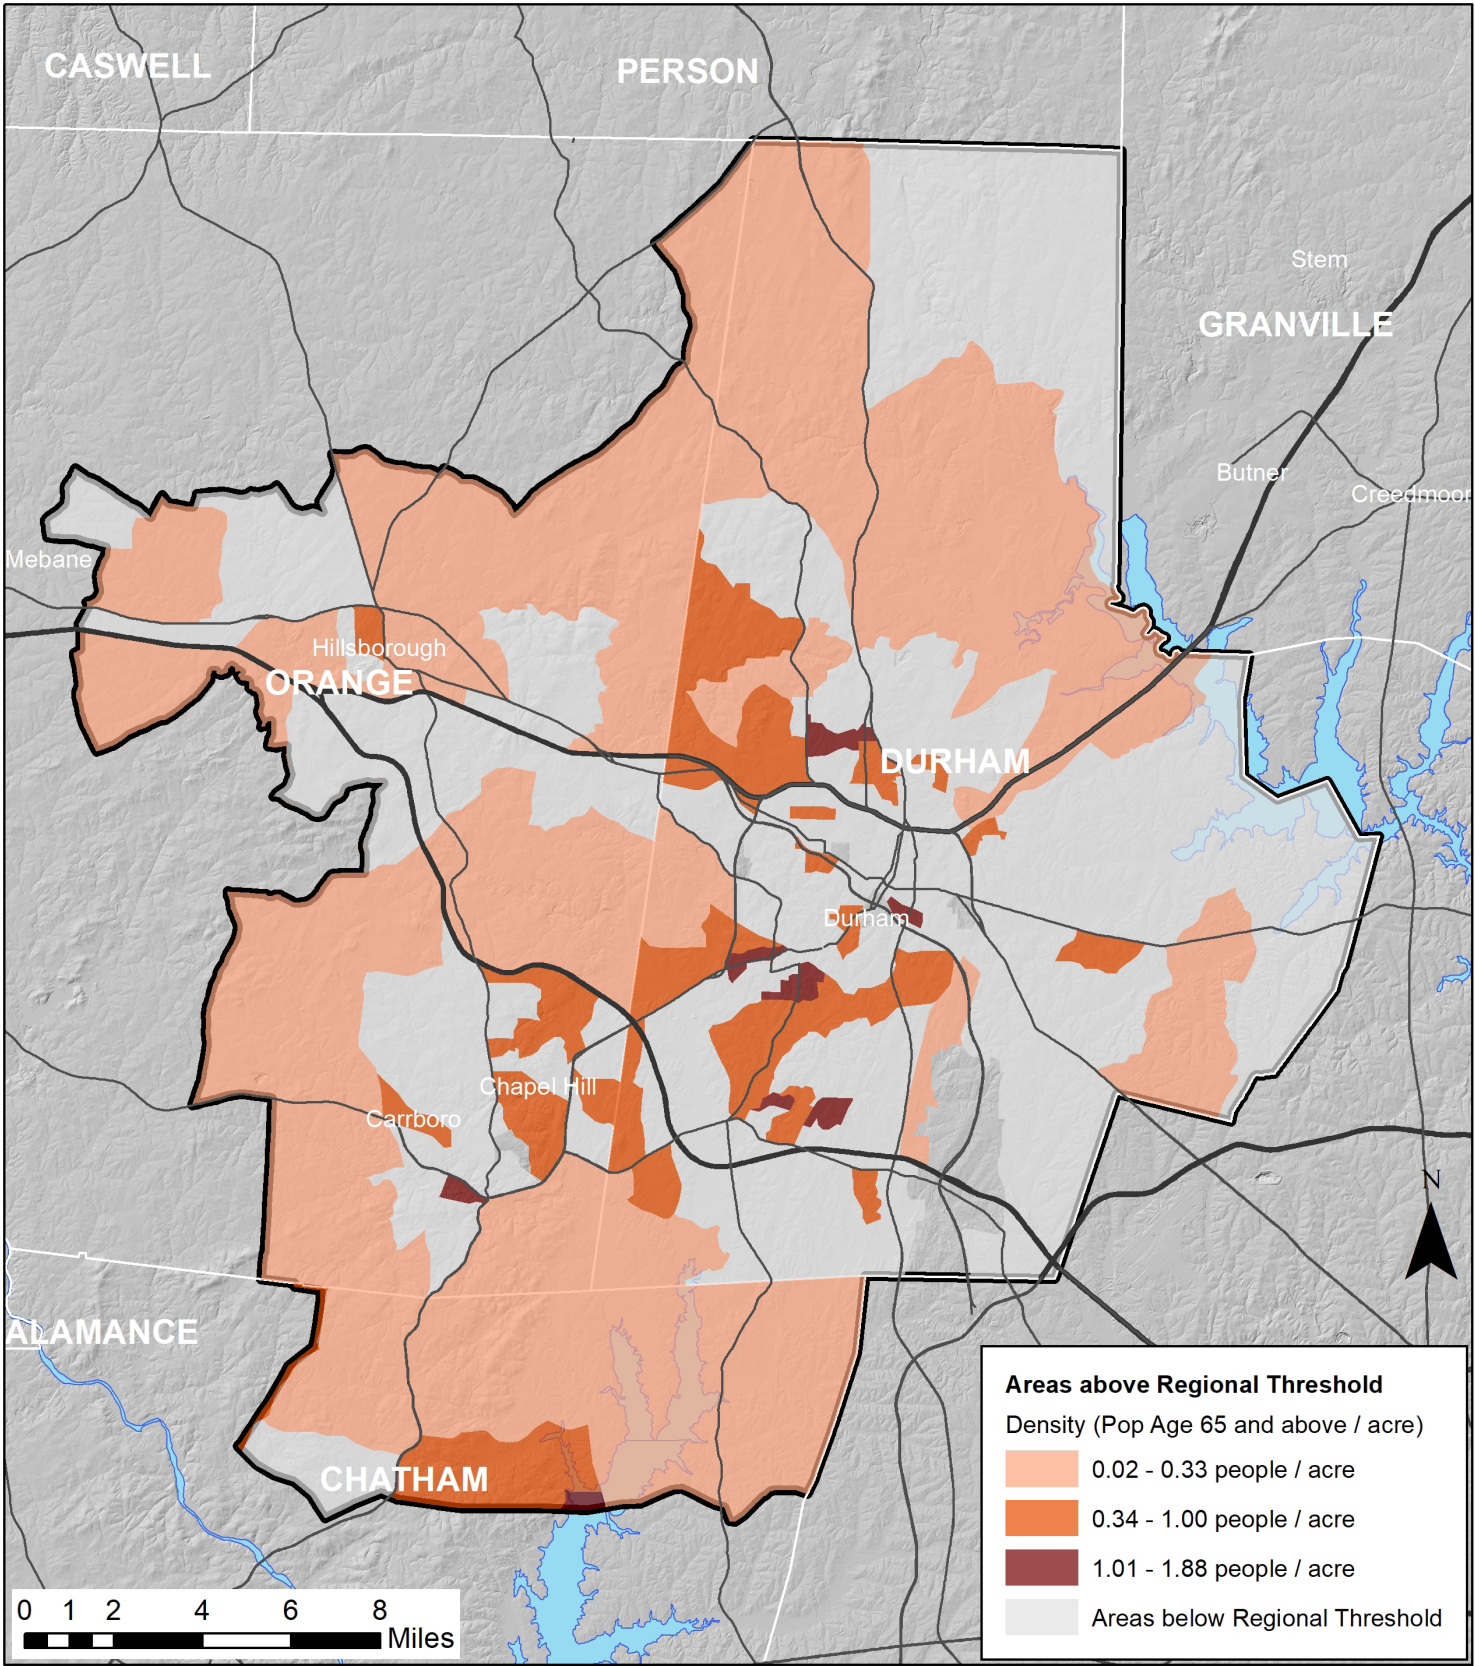 CASWELL
PERSON
Stem
GRANVILLE
Butner
Creedmoor
Mebane
Hillsborough
ORANGE
DURHAM
Durham
Chapel Hill
Carrboro
N
ALAMANCE
CHATHAM
Areas above Regional Threshold
Density (Pop Age 65 and above / acre)
0.02 - 0.33 people / acre
0.34 - 1.00 people / acre
1.01 - 1.88 people / acre
Areas below Regional Threshold
0 1 2 4 6 8
Miles